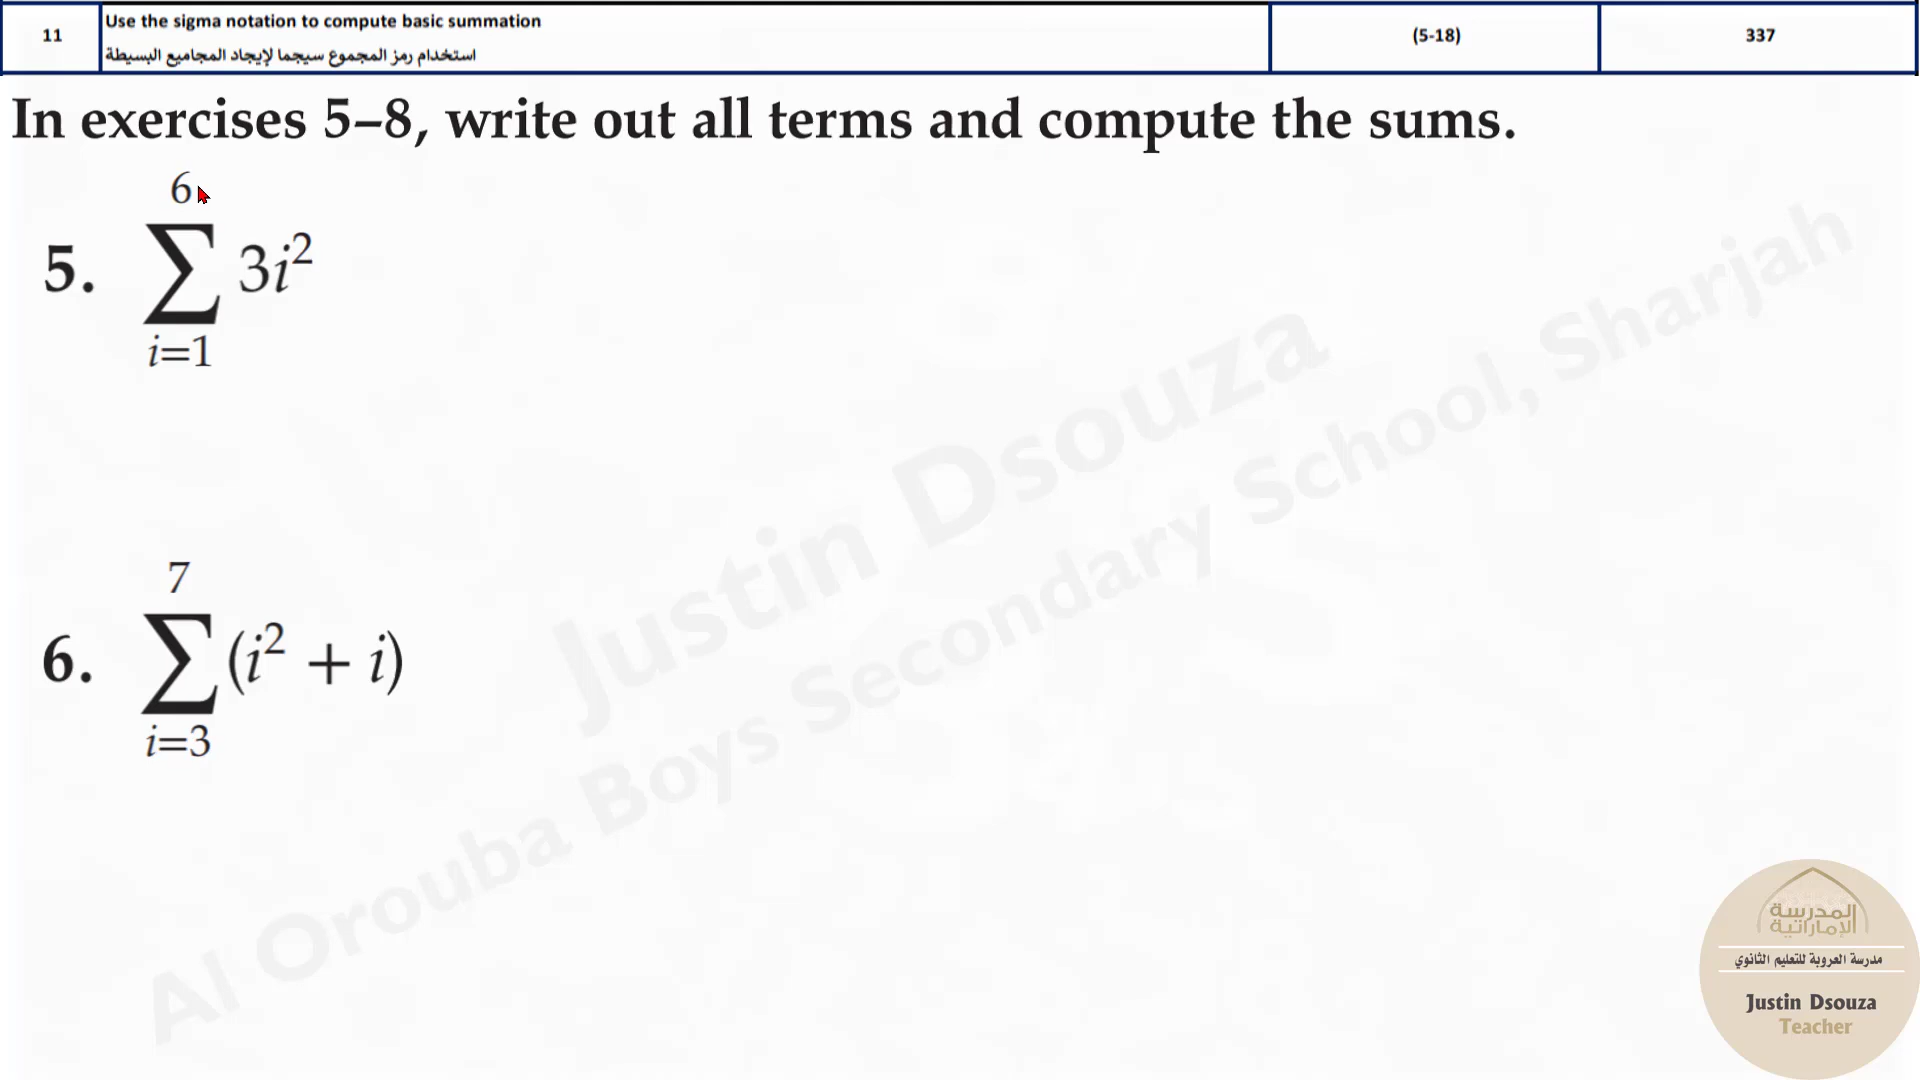 11
Use the sigma notation to compute basic summation
استخدام رمز المجموع سيجما لإيجاد المجاميع البسيطة
(5-18)
337
In exercises 5–8, write out all terms and compute the sums.
6
5. ∑ 3i²
i=1
7
6. ∑ (i² + i)
i=3
Justin Dsouza
Al Orouba Boys Secondary School, Sharjah
المدرسة
الإماراتية
مدرسة العروبة للتعليم الثانوي
Justin Dsouza
Teacher